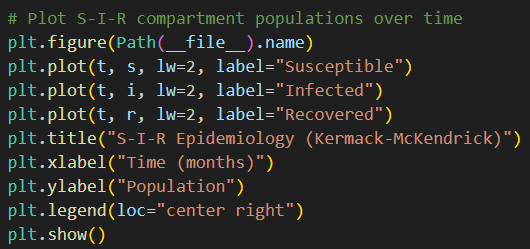 # Plot S-I-R compartment populations over time
plt.figure(Path(__file__).name)
plt.plot(t, s, lw=2, label="Susceptible")
plt.plot(t, i, lw=2, label="Infected")
plt.plot(t, r, lw=2, label="Recovered")
plt.title("S-I-R Epidemiology (Kermack-McKendrick)")
plt.xlabel("Time (months)")
plt.ylabel("Population")
plt.legend(loc="center right")
plt.show()